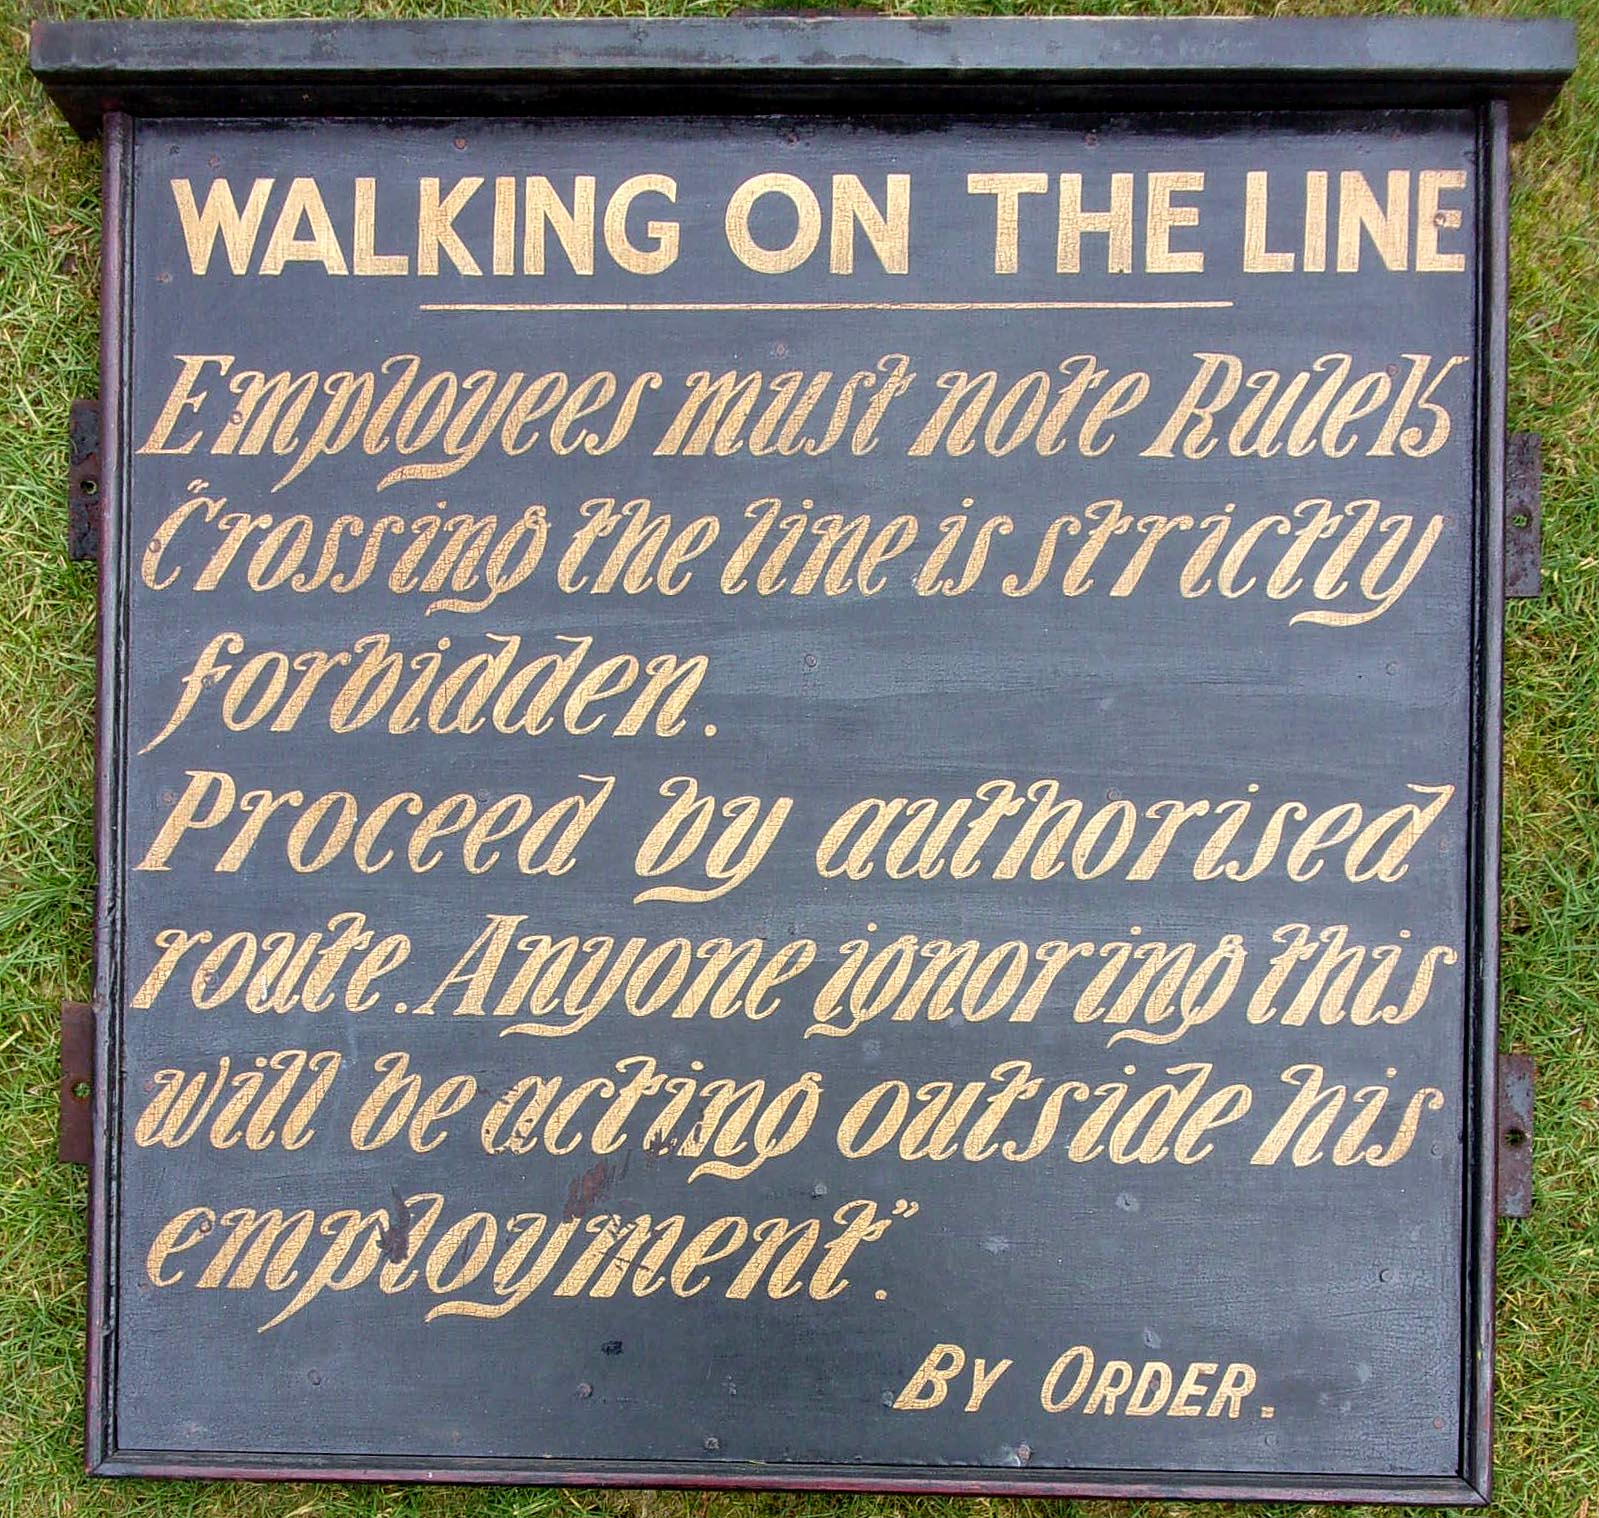 WALKING ON THE LINE
Employees must note Rule 15
"Crossing the line is strictly
forbidden.
Proceed by authorised
route. Anyone ignoring this
will be acting outside his
employment".
BY ORDER.